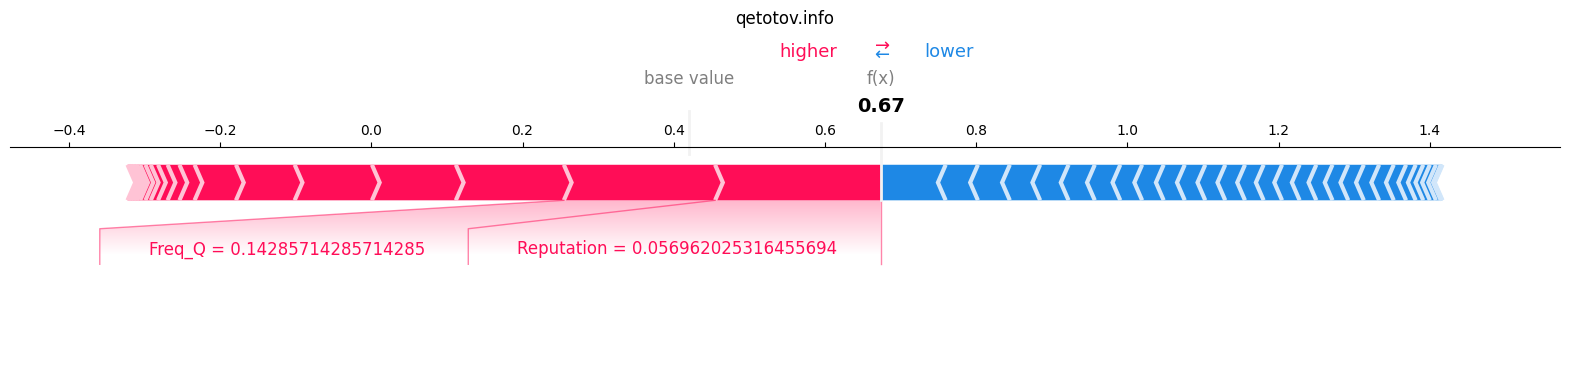 qetotov.info
higher ⇄ lower
base value f(x)
0.67
−0.4 −0.2 0.0 0.2 0.4 0.6 0.8 1.0 1.2 1.4
Freq_Q = 0.14285714285714285 Reputation = 0.056962025316455694